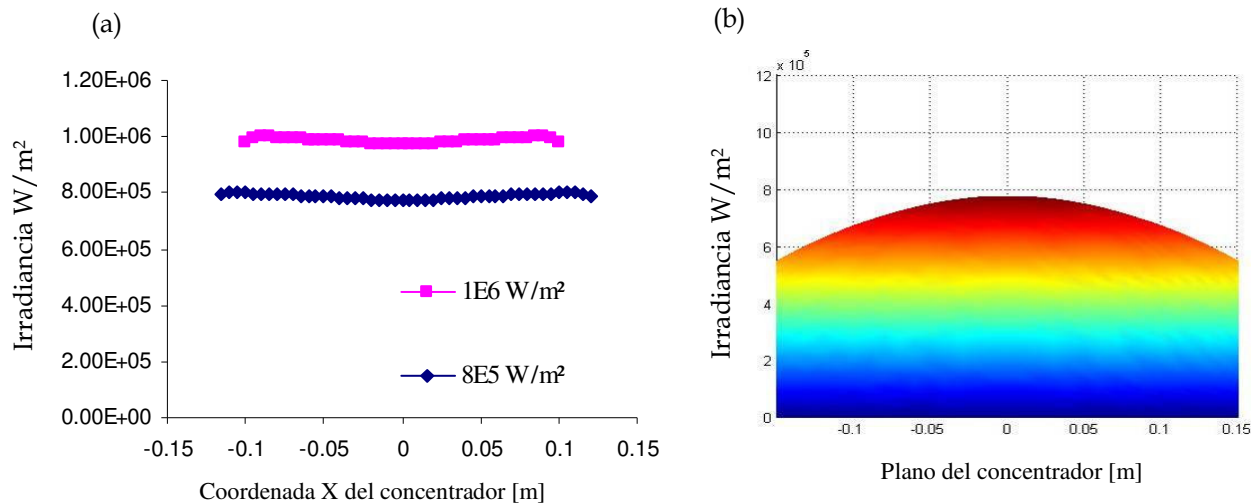 (a)
Irradiancia W/m²
1.20E+06
1.00E+06
8.00E+05
6.00E+05
4.00E+05
2.00E+05
0.00E+00
1E6 W/m²
8E5 W/m²
-0.15
-0.1
-0.05
0
0.05
0.1
0.15
Coordenada X del concentrador [m]
(b)
x 10⁵
Irradiancia W/m²
12
10
8
6
4
2
0
-0.1
-0.05
0
0.05
0.1
0.15
Plano del concentrador [m]